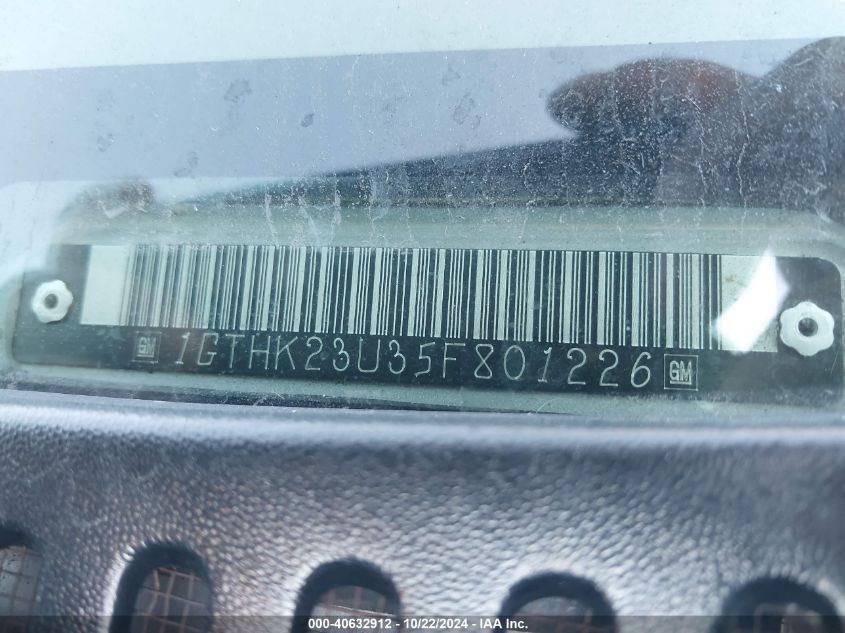 GM 1GTHK23U35F801226 GM
000-40632912 - 10/22/2024 - IAA Inc.